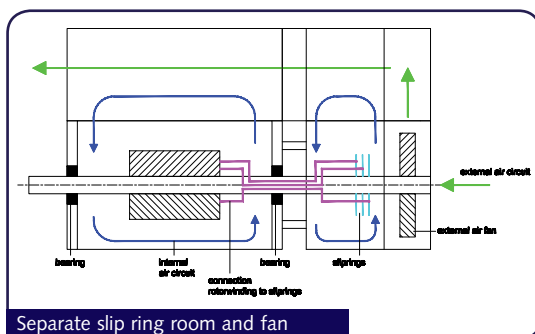 external air circuit
external air fan
bearing
internal
air circuit
bearing
sliprings
connection
rotorwinding to sliprings
Separate slip ring room and fan